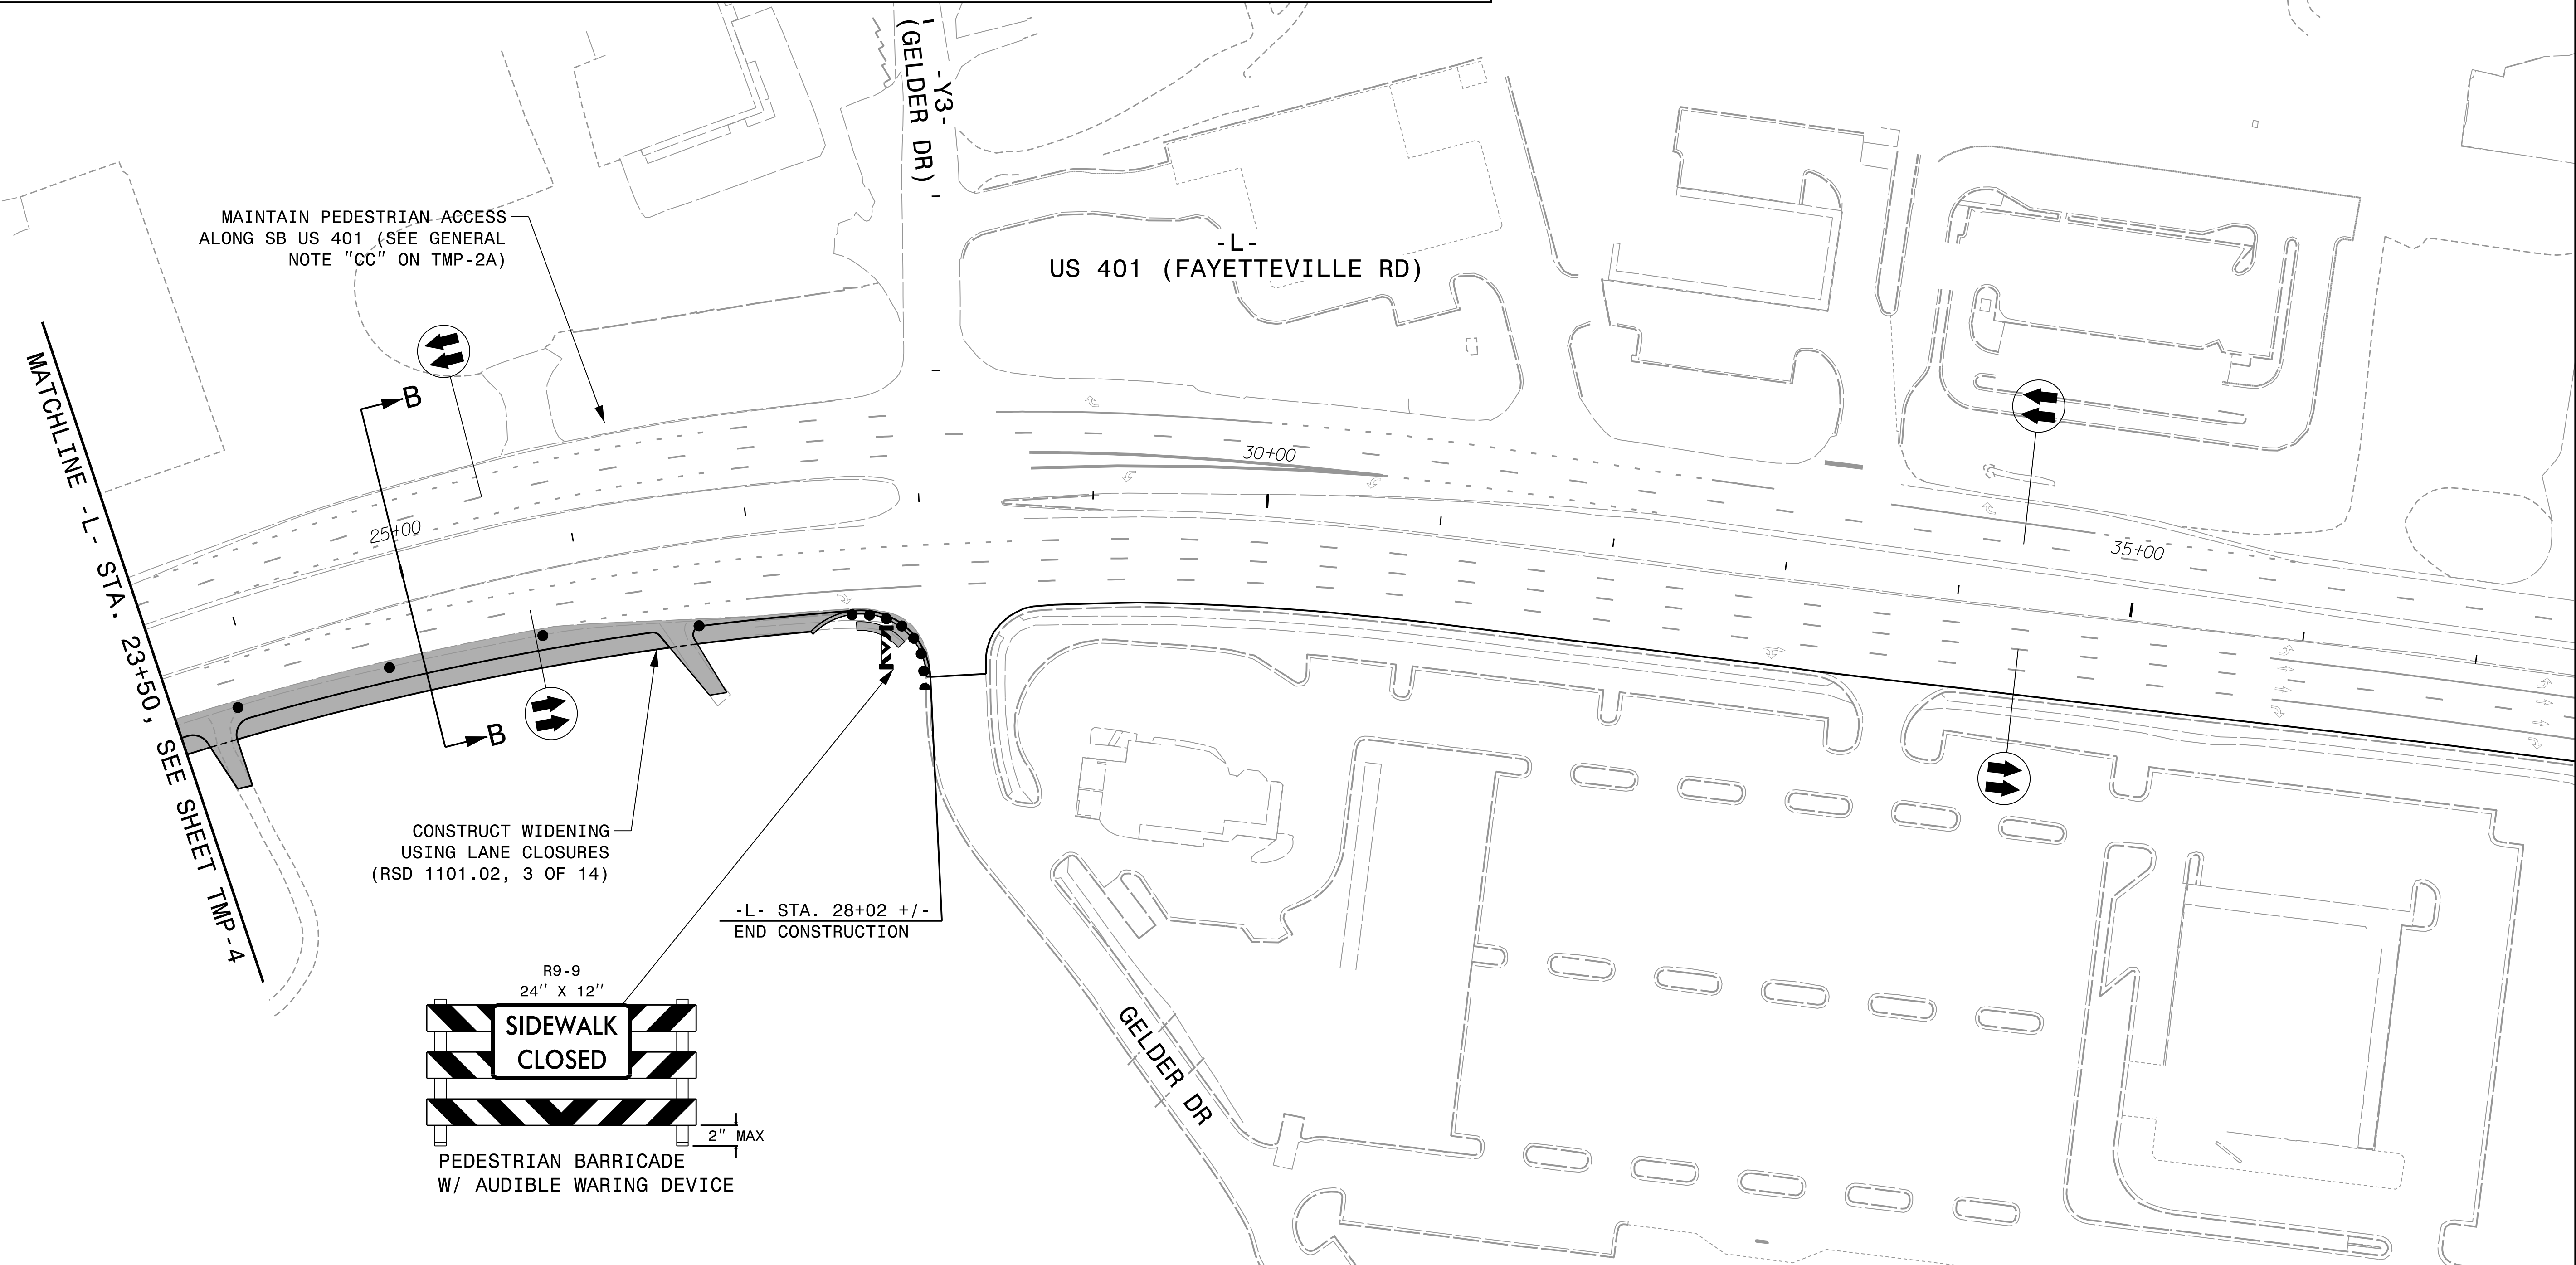 -Y3-
(GELDER DR)
MAINTAIN PEDESTRIAN ACCESS
ALONG SB US 401 (SEE GENERAL
NOTE "CC" ON TMP-2A)
-L-
US 401 (FAYETTEVILLE RD)
B
MATCHLINE -L- STA. 23+50, SEE SHEET TMP-4
25+00
30+00
35+00
B
CONSTRUCT WIDENING
USING LANE CLOSURES
(RSD 1101.02, 3 OF 14)
-L- STA. 28+02 +/-
END CONSTRUCTION
R9-9
24" X 12"
SIDEWALK
CLOSED
2" MAX
PEDESTRIAN BARRICADE
W/ AUDIBLE WARING DEVICE
GELDER DR